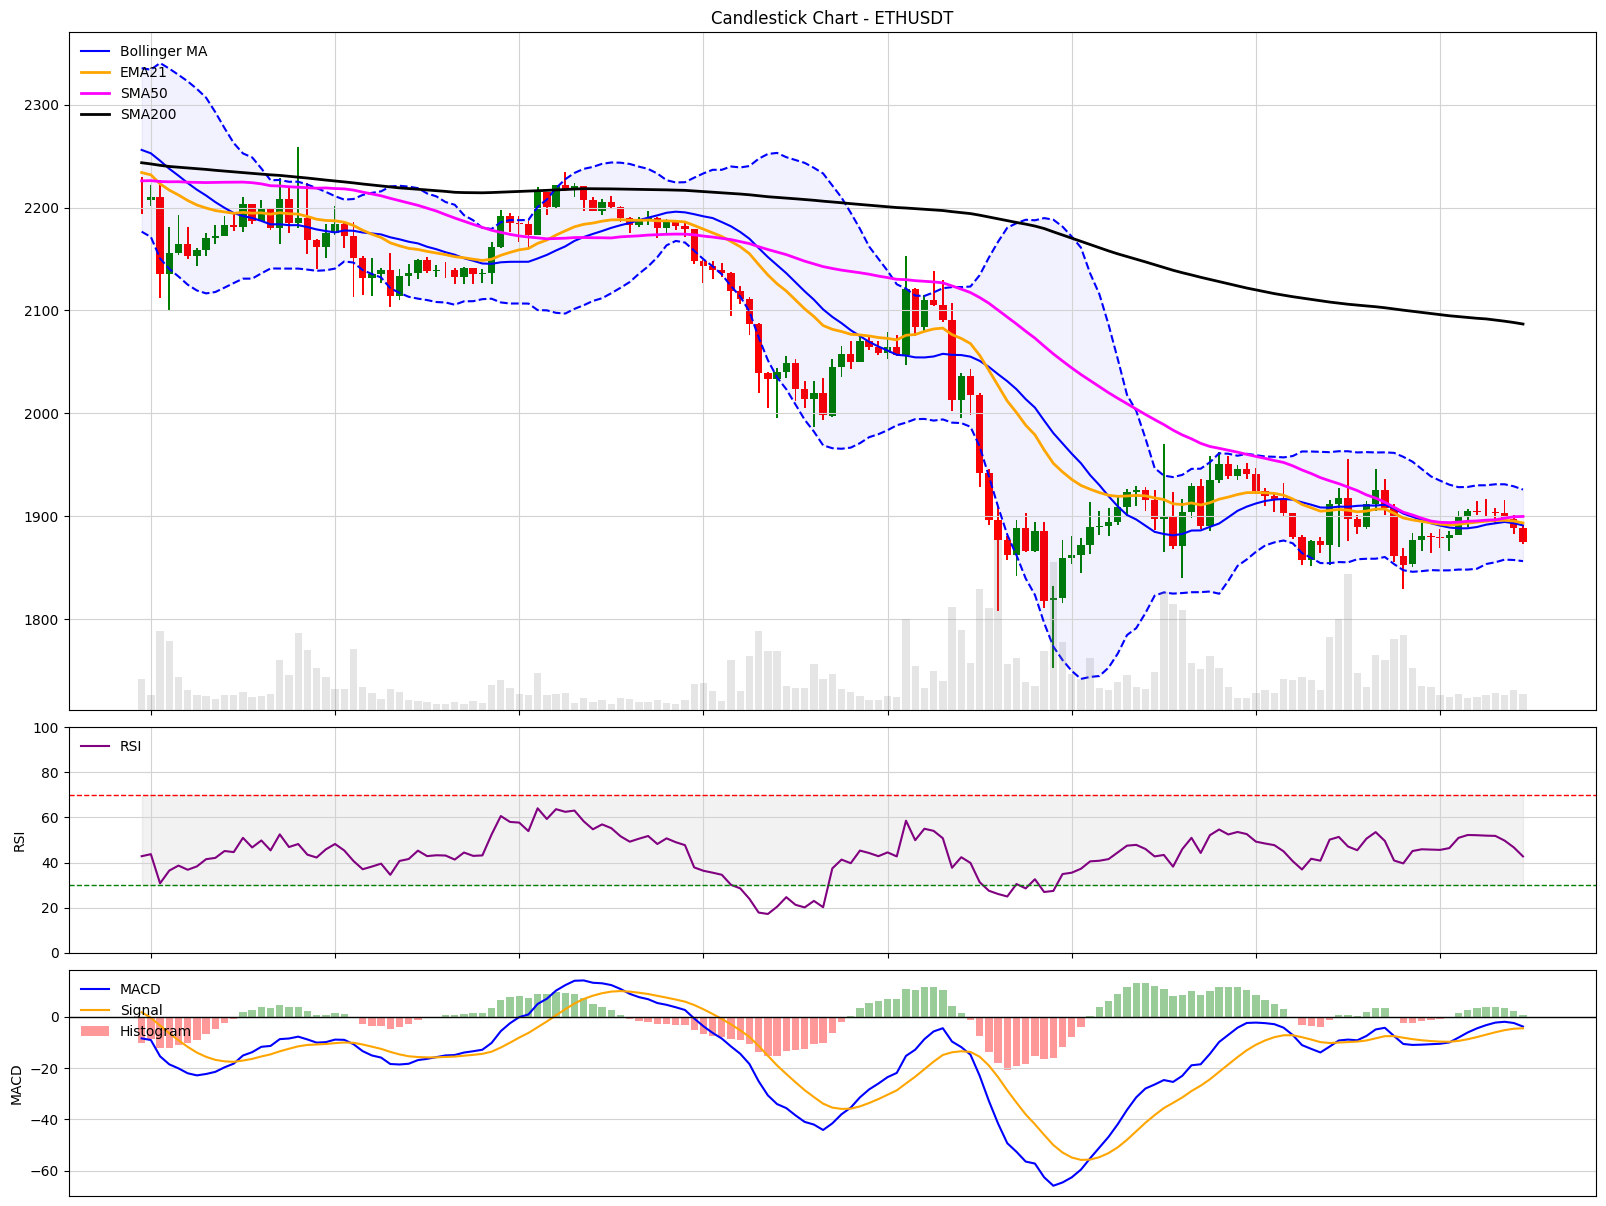 Candlestick Chart - ETHUSDT
Bollinger MA
EMA21
SMA50
SMA200
2300
2200
2100
2000
1900
1800
RSI
100
80
60
40
20
0
RSI
MACD
Signal
Histogram
0
−20
−40
−60
MACD